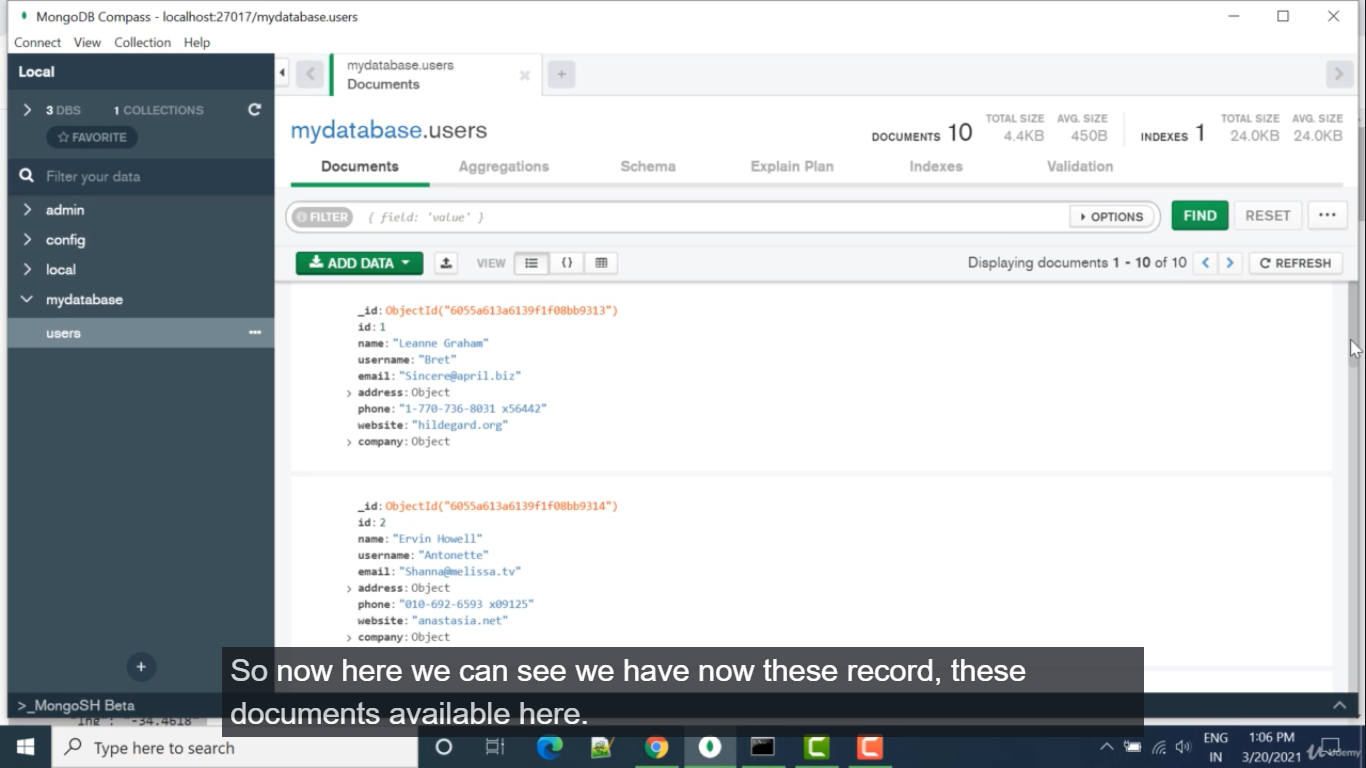 MongoDB Compass - localhost:27017/mydatabase.users
Connect View Collection Help
Local
3 DBS 1 COLLECTIONS
FAVORITE
Filter your data
admin
config
local
mydatabase
users
>_MongoSH Beta
mydatabase.users
Documents
mydatabase.users
DOCUMENTS 10 TOTAL SIZE 4.4KB AVG. SIZE 450B INDEXES 1 TOTAL SIZE 24.0KB AVG. SIZE 24.0KB
Documents Aggregations Schema Explain Plan Indexes Validation
FILTER { field: 'value' } OPTIONS FIND RESET ...
ADD DATA VIEW {} Displaying documents 1 - 10 of 10 REFRESH
_id:ObjectId("6055a613a6139f1f08bb9313")
id:1
name:"Leanne Graham"
username:"Bret"
email:"Sincere@april.biz"
address:Object
phone:"1-770-736-8031 x56442"
website:"hildegard.org"
company:Object
_id:ObjectId("6055a613a6139f1f08bb9314")
id:2
name:"Ervin Howell"
username:"Antonette"
email:"Shanna@melissa.tv"
address:Object
phone:"010-692-6593 x09125"
website:"anastasia.net"
company:Object
So now here we can see we have now these record, these
documents available here.
"lng": "-34.4618"
Type here to search
ENG
IN
1:06 PM
3/20/2021
Udemy